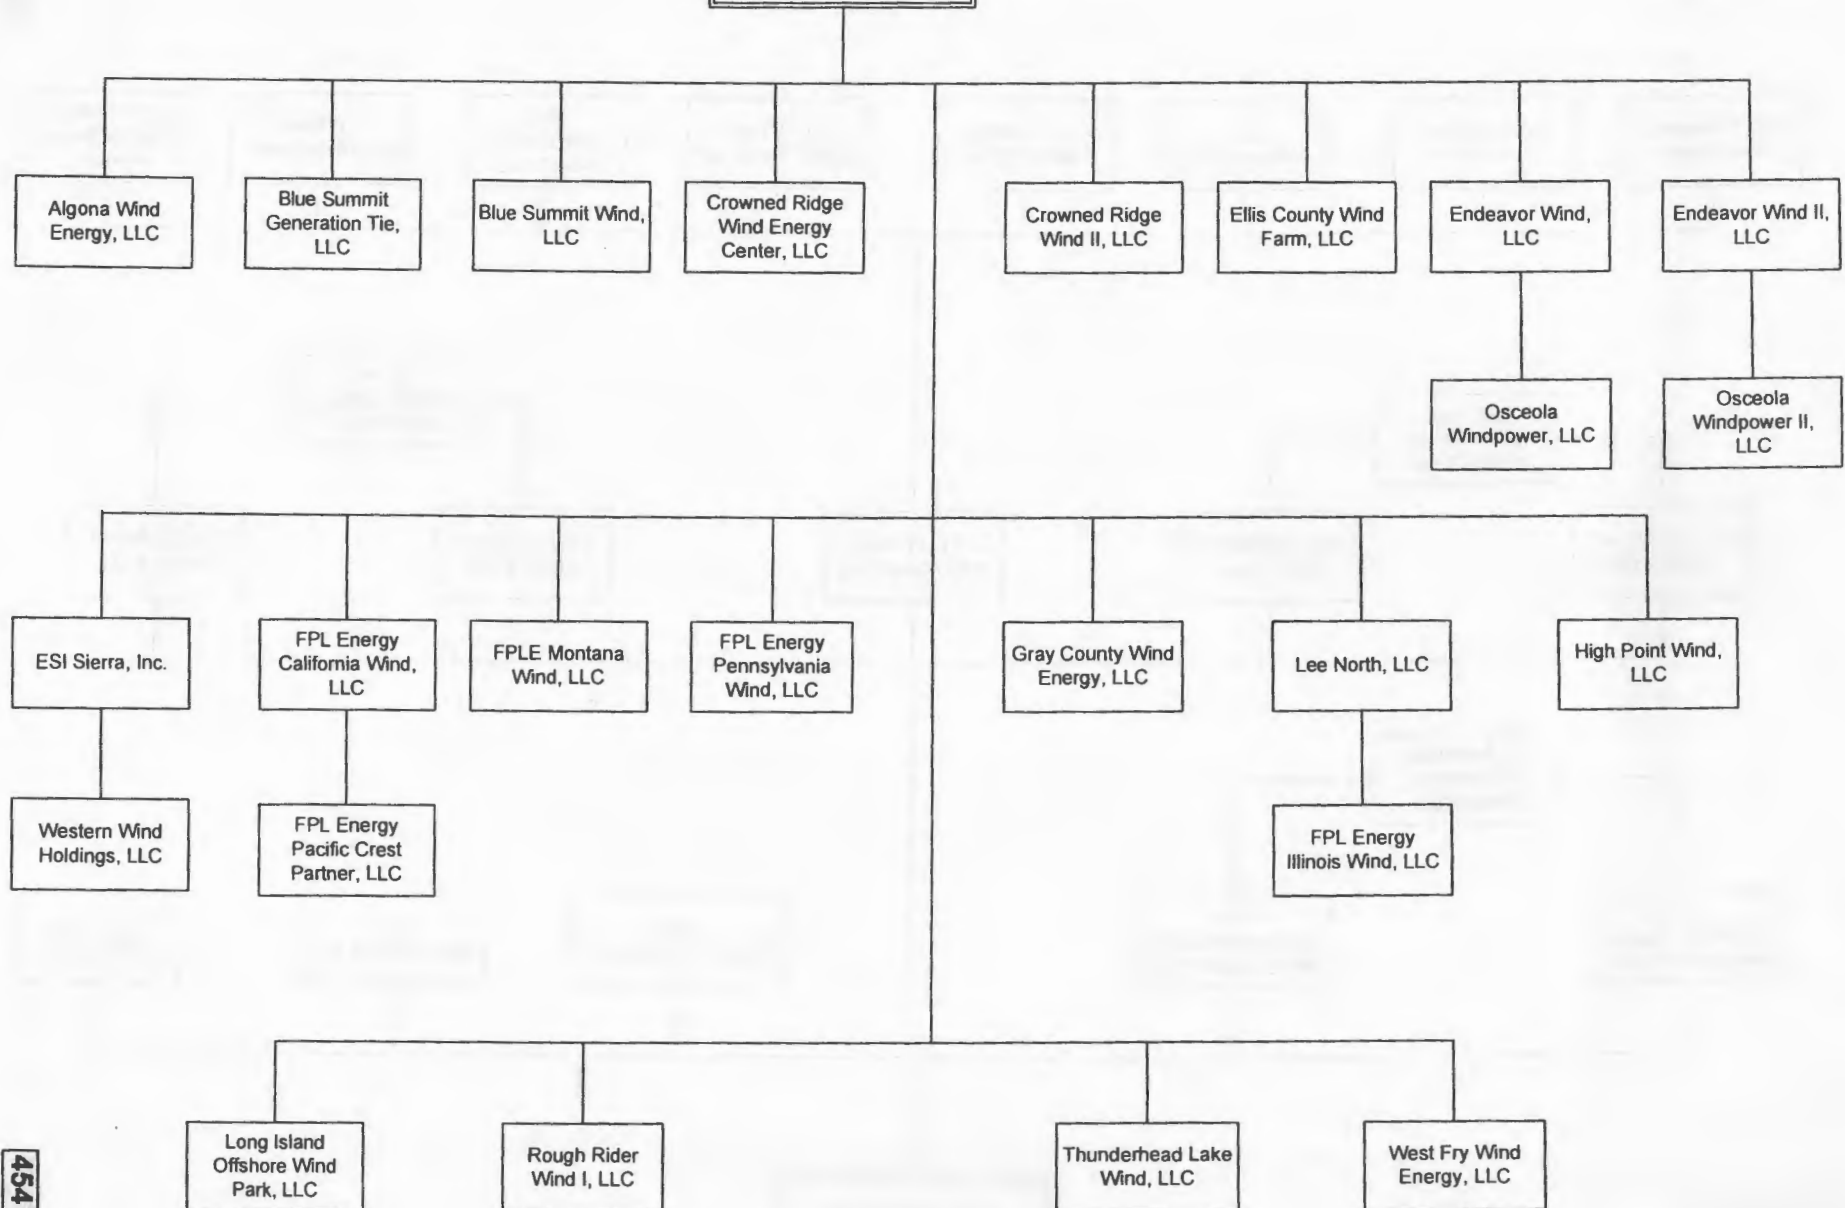 Algona Wind
Energy, LLC
Blue Summit
Generation Tie,
LLC
Blue Summit Wind,
LLC
Crowned Ridge
Wind Energy
Center, LLC
Crowned Ridge
Wind II, LLC
Ellis County Wind
Farm, LLC
Endeavor Wind,
LLC
Endeavor Wind II,
LLC
Osceola
Windpower, LLC
Osceola
Windpower II,
LLC
ESI Sierra, Inc.
FPL Energy
California Wind,
LLC
FPLE Montana
Wind, LLC
FPL Energy
Pennsylvania
Wind, LLC
Gray County Wind
Energy, LLC
Lee North, LLC
High Point Wind,
LLC
Western Wind
Holdings, LLC
FPL Energy
Pacific Crest
Partner, LLC
FPL Energy
Illinois Wind, LLC
Long Island
Offshore Wind
Park, LLC
Rough Rider
Wind I, LLC
Thunderhead Lake
Wind, LLC
West Fry Wind
Energy, LLC
454